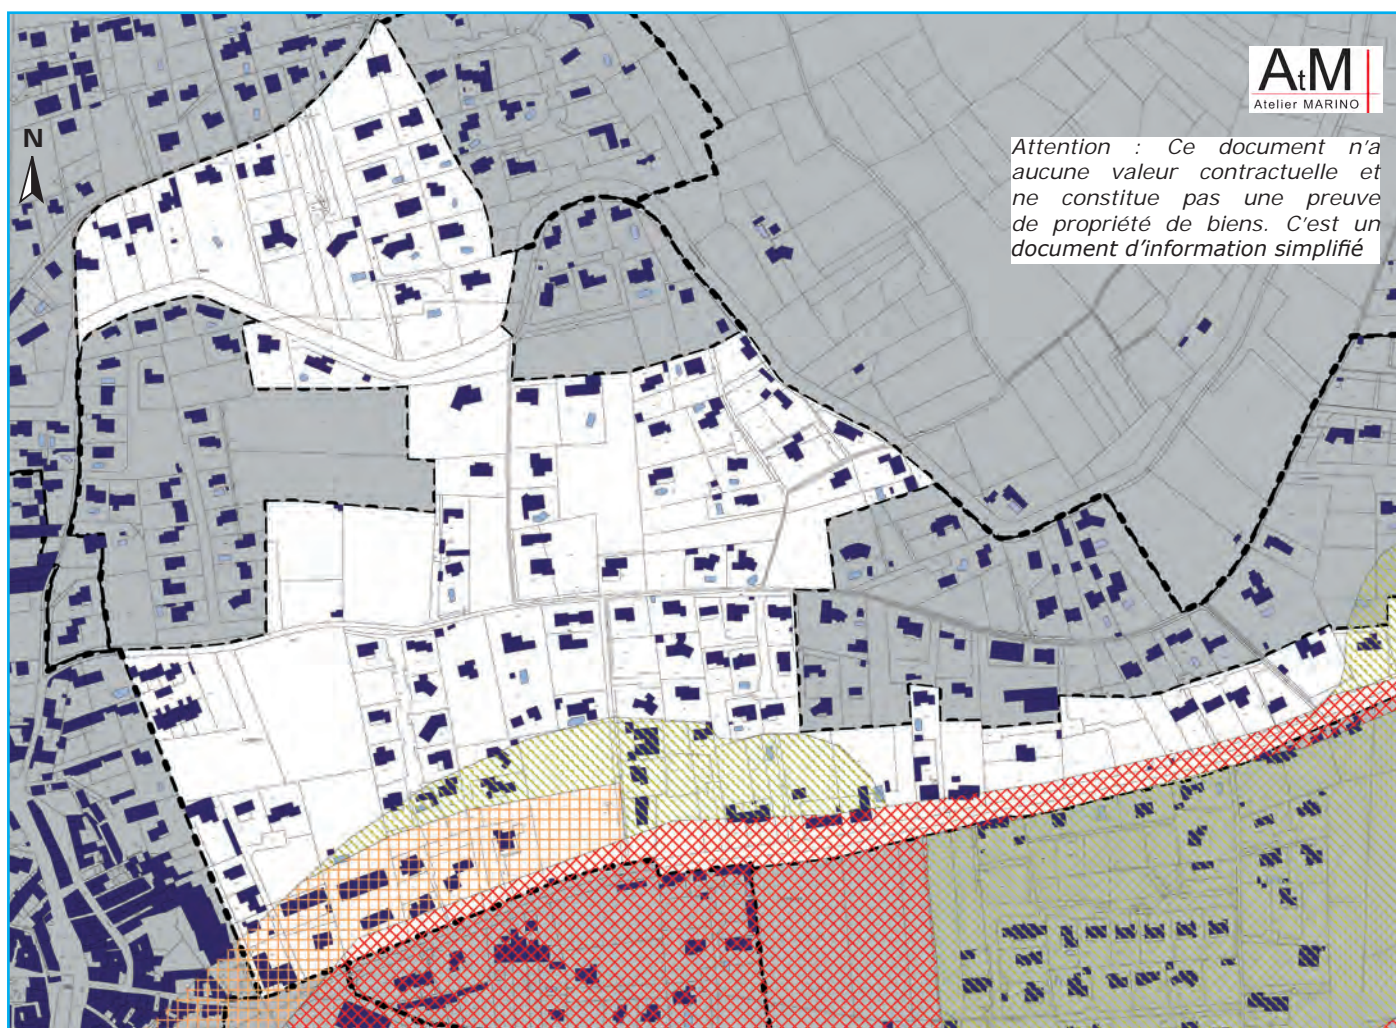 AtM
Atelier MARINO
N
Attention : Ce document n'a
aucune valeur contractuelle et
ne constitue pas une preuve
de propriété de biens. C'est un
document d'information simplifié